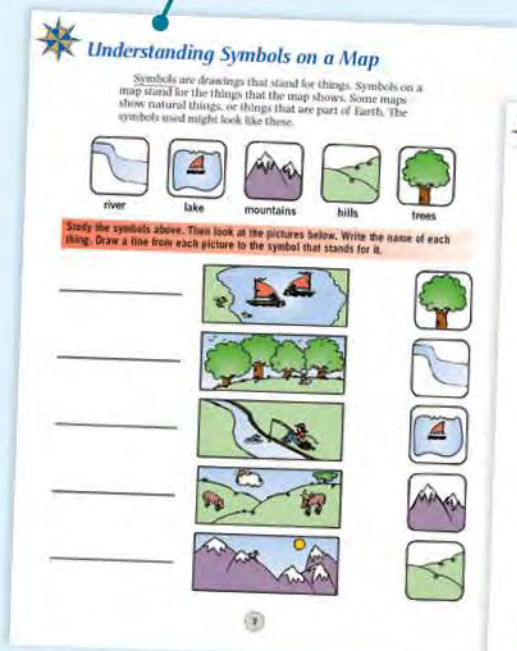 Understanding Symbols on a Map
Symbols are drawings that stand for things. Symbols on a
map stand for the things that the map shows. Some maps
show natural things, or things that are part of Earth. The
symbols used might look like these.
river lake mountains hills trees
Study the symbols above. Then look at the pictures below. Write the name of each
thing. Draw a line from each picture to the symbol that stands for it.
7